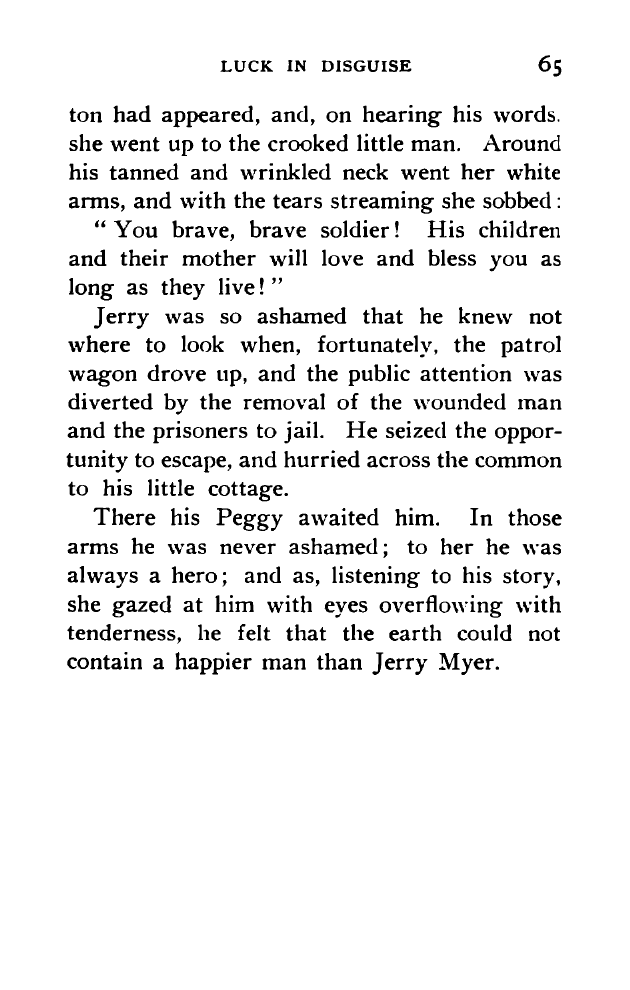 LUCK IN DISGUISE 65
ton had appeared, and, on hearing his words.
she went up to the crooked little man. Around
his tanned and wrinkled neck went her white
arms, and with the tears streaming she sobbed :
“ You brave, brave soldier! His children
and their mother will love and bless you as
long as they live! ”
Jerry was so ashamed that he knew not
where to look when, fortunately, the patrol
wagon drove up, and the public attention was
diverted by the removal of the wounded man
and the prisoners to jail. He seized the oppor-
tunity to escape, and hurried across the common
to his little cottage.
There his Peggy awaited him. In those
arms he was never ashamed; to her he was
always a hero; and as, listening to his story,
she gazed at him with eyes overflowing with
tenderness, he felt that the earth could not
contain a happier man than Jerry Myer.